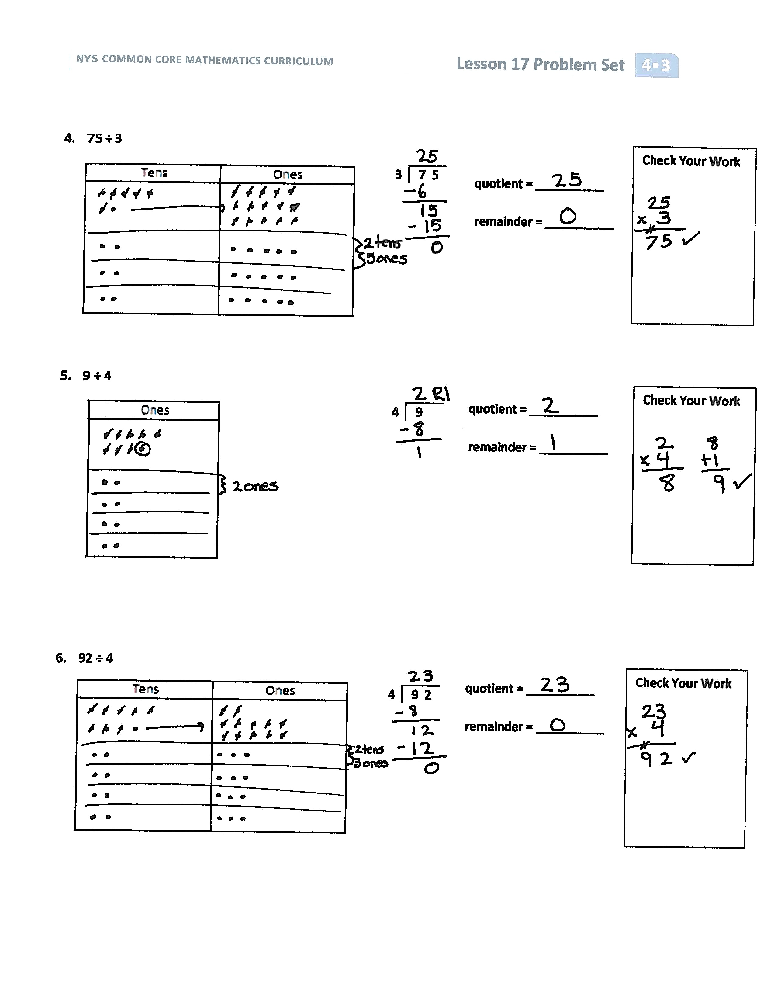 NYS COMMON CORE MATHEMATICS CURRICULUM
Lesson 17 Problem Set 4•3
4. 75 ÷ 3
Tens Ones
2 tens
5 ones
25
3 7 5
-6
15
- 15
0
quotient = 25
remainder = 0
Check Your Work
25
x 3
75 ✓
5. 9 ÷ 4
Ones
2 ones
2 R1
4 9
- 8
1
quotient = 2
remainder = 1
Check Your Work
2 8
x 4 +1
8 9 ✓
6. 92 ÷ 4
Tens Ones
2 tens
3 ones
23
4 9 2
- 8
12
- 12
0
quotient = 23
remainder = 0
Check Your Work
23
x 4
92 ✓